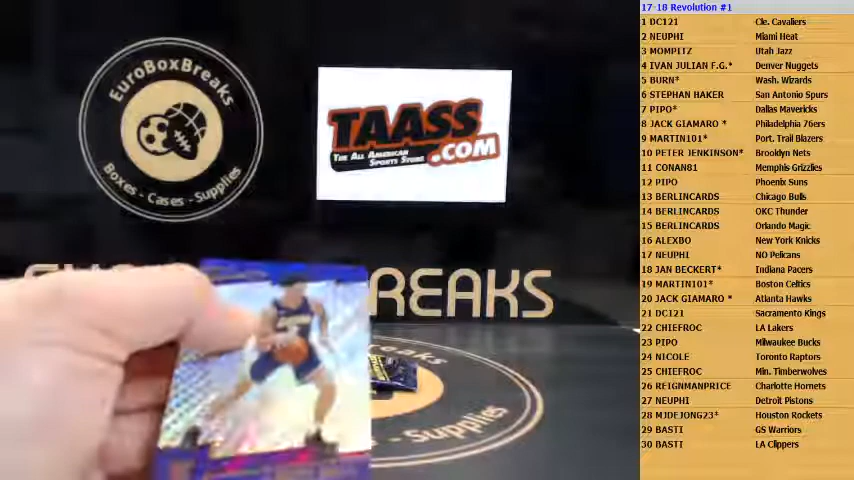 EuroBoxBreaks
Boxes - Cases - Supplies
TAASS
.COM
THE ALL AMERICAN
SPORTS STORE
REAKS
Supplies
17-18 Revolution #1
1 DC121 Cle. Cavaliers
2 NEUPHI Miami Heat
3 MOMPITZ Utah Jazz
4 IVAN JULIAN F.G.* Denver Nuggets
5 BURN* Wash. Wizards
6 STEPHAN HAKER San Antonio Spurs
7 PIPO* Dallas Mavericks
8 JACK GIAMARO * Philadelphia 76ers
9 MARTIN101* Port. Trail Blazers
10 PETER JENKINSON* Brooklyn Nets
11 CONAN81 Memphis Grizzlies
12 PIPO Phoenix Suns
13 BERLINCARDS Chicago Bulls
14 BERLINCARDS OKC Thunder
15 BERLINCARDS Orlando Magic
16 ALEXBO New York Knicks
17 NEUPHI NO Pelicans
18 JAN BECKERT* Indiana Pacers
19 MARTIN101* Boston Celtics
20 JACK GIAMARO * Atlanta Hawks
21 DC121 Sacramento Kings
22 CHIEFROC LA Lakers
23 PIPO Milwaukee Bucks
24 NICOLE Toronto Raptors
25 CHIEFROC Min. Timberwolves
26 REIGNMANPRICE Charlotte Hornets
27 NEUPHI Detroit Pistons
28 MJDEJONG23* Houston Rockets
29 BASTI GS Warriors
30 BASTI LA Clippers